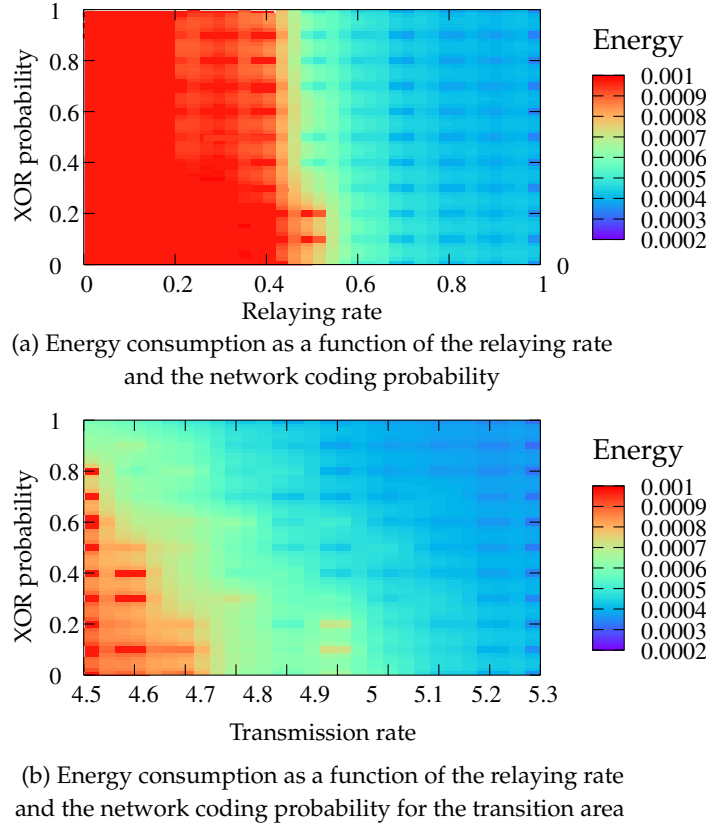 1
0.8
0.6
0.4
0.2
0
XOR probability
0 0.2 0.4 0.6 0.8 1
0
Relaying rate
Energy
0.001
0.0009
0.0008
0.0007
0.0006
0.0005
0.0004
0.0003
0.0002
(a) Energy consumption as a function of the relaying rate
and the network coding probability
1
0.8
0.6
0.4
0.2
0
XOR probability
4.5 4.6 4.7 4.8 4.9 5 5.2 5.3
Transmission rate
Energy
0.001
0.0009
0.0008
0.0007
0.0006
0.0005
0.0004
0.0003
0.0002
(b) Energy consumption as a function of the relaying rate
and the network coding probability for the transition area